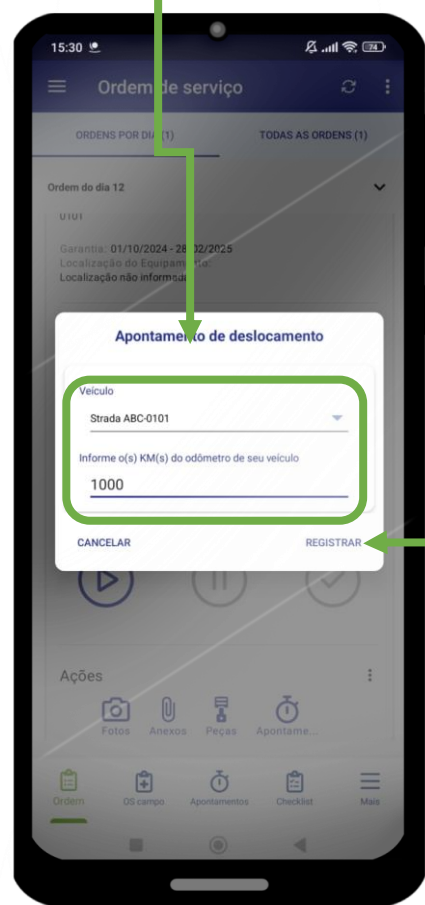 15:30
74
Ordem de serviço
ORDENS POR DIA (1) TODAS AS ORDENS (1)
Ordem do dia 12
0101
Garantia: 01/10/2024 - 28/02/2025
Localização do Equipamento:
Localização não informada
Apontamento de deslocamento
Veículo
Strada ABC-0101
Informe o(s) KM(s) do odômetro de seu veículo
1000
CANCELAR REGISTRAR
Ações
Fotos Anexos Peças Apontame...
Ordem OS campo Apontamentos Checklist Mais